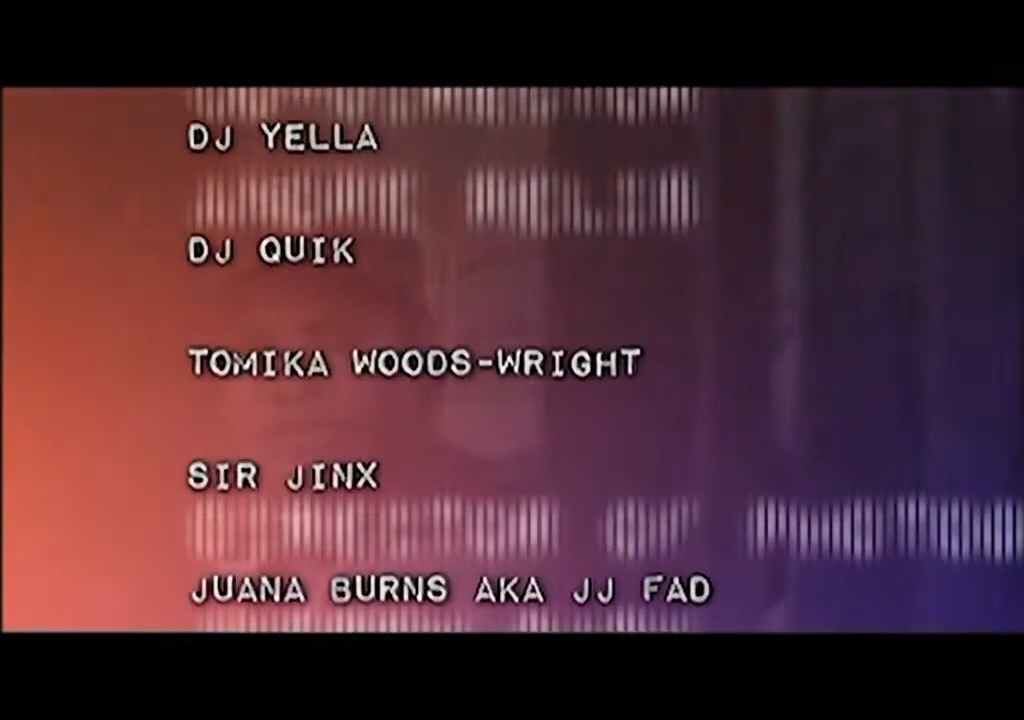 DJ YELLA
DJ QUIK
TOMIKA WOODS-WRIGHT
SIR JINX
JUANA BURNS AKA JJ FAD